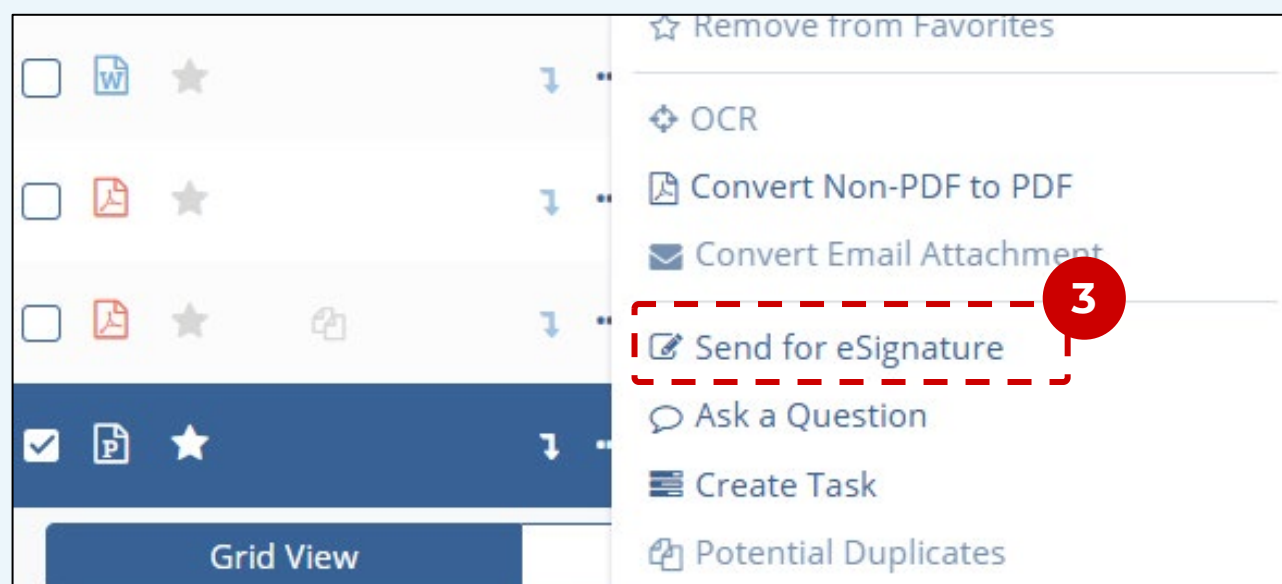 Remove from Favorites
OCR
Convert Non-PDF to PDF
Convert Email Attachment
3
Send for eSignature
Ask a Question
Create Task
Potential Duplicates
Grid View